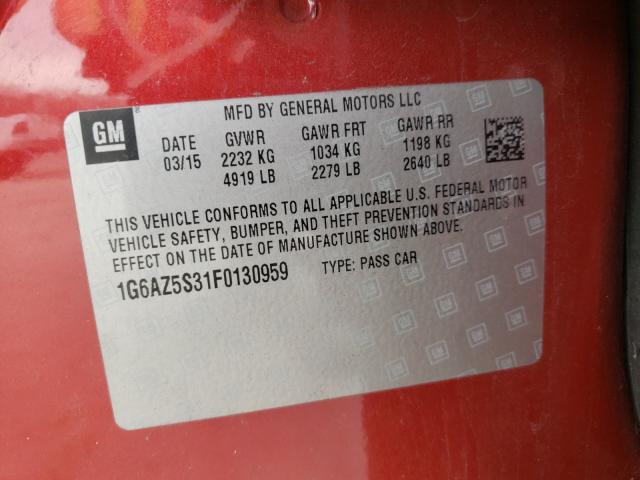 GM
MFD BY GENERAL MOTORS LLC
DATE GVWR GAWR FRT GAWR RR
03/15 2232 KG 1034 KG 1198 KG
4919 LB 2279 LB 2640 LB
THIS VEHICLE CONFORMS TO ALL APPLICABLE U.S. FEDERAL MOTOR
VEHICLE SAFETY, BUMPER, AND THEFT PREVENTION STANDARDS IN
EFFECT ON THE DATE OF MANUFACTURE SHOWN ABOVE.
1G6AZ5S31F0130959 TYPE: PASS CAR